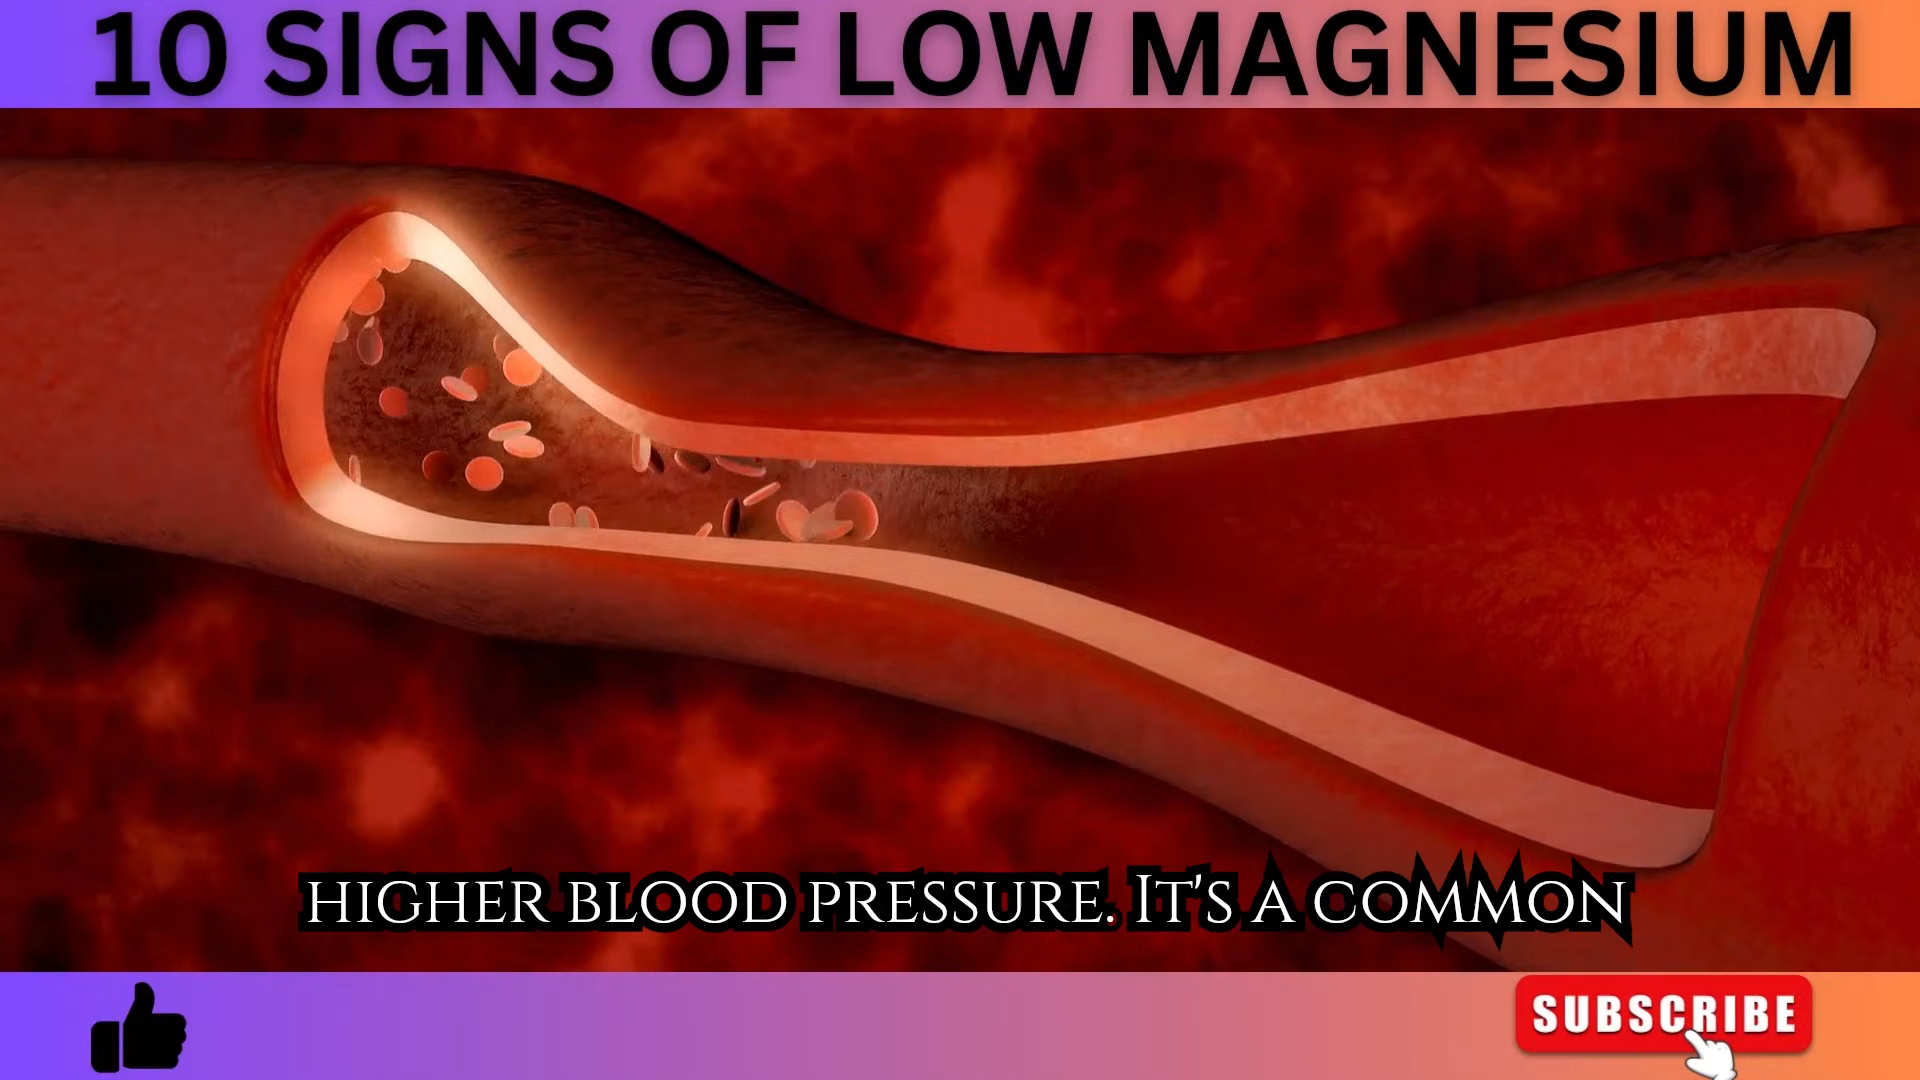 10 SIGNS OF LOW MAGNESIUM
HIGHER BLOOD PRESSURE. IT'S A COMMON
SUBSCRIBE